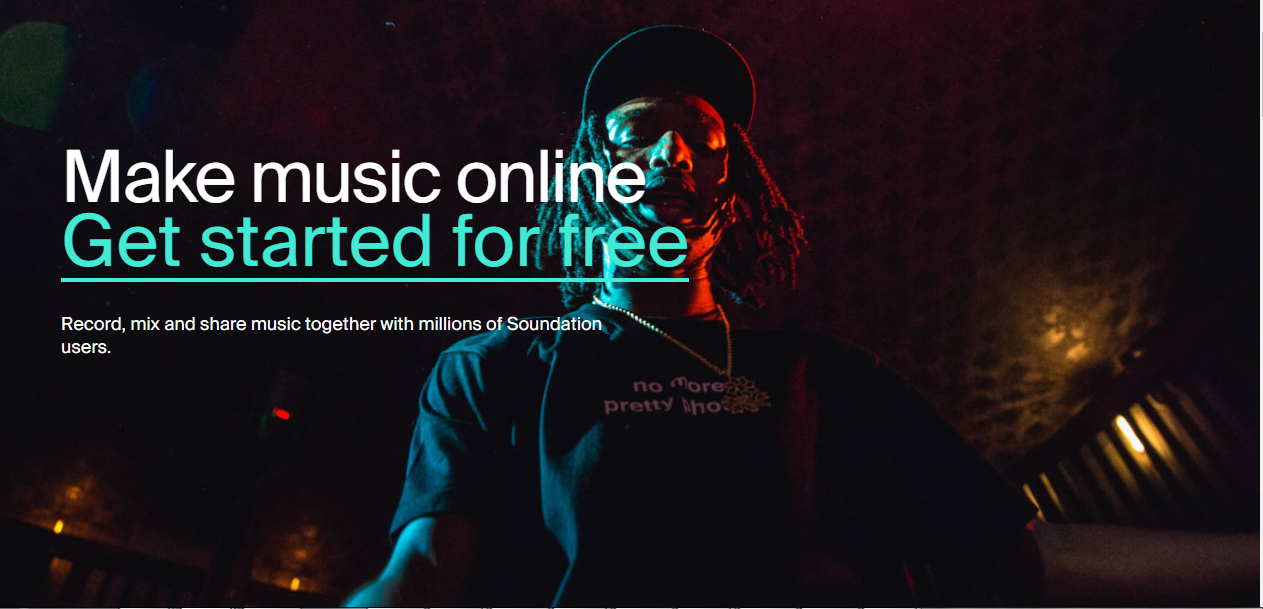 Make music online
Get started for free
Record, mix and share music together with millions of Soundation
users.
no more
pretty